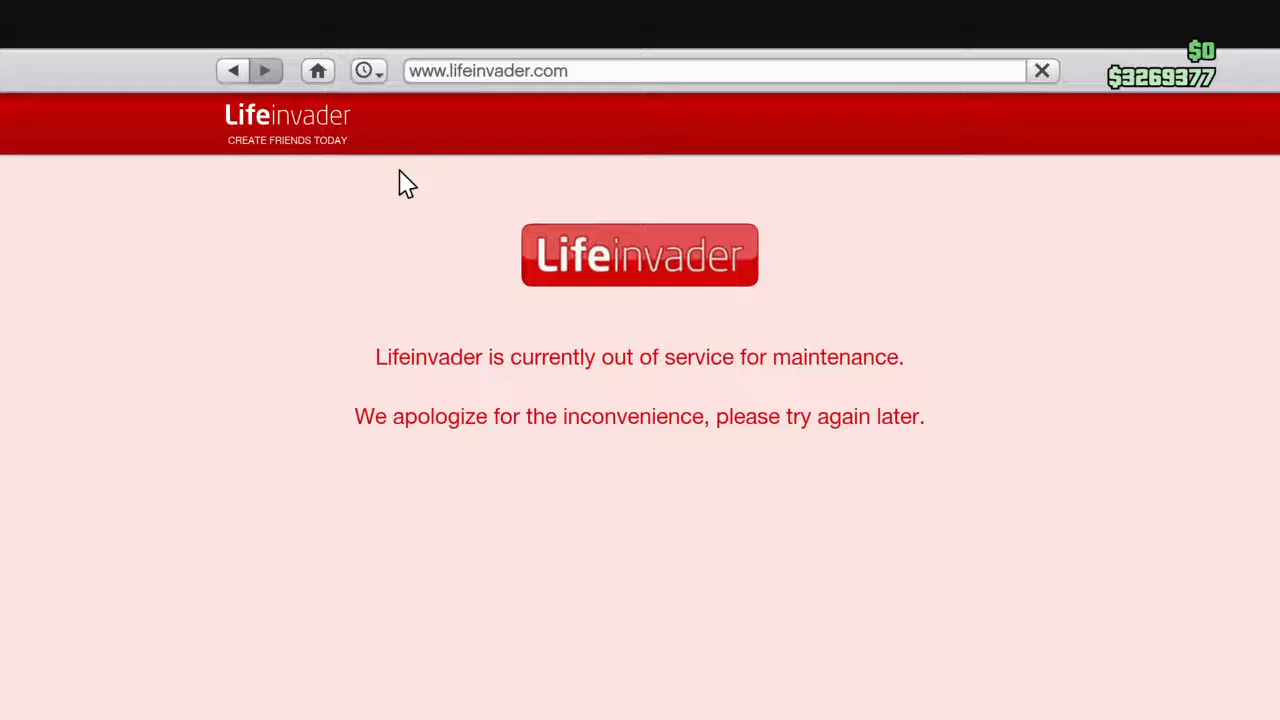 $0
www.lifeinvader.com
$3269377
Lifeinvader
CREATE FRIENDS TODAY
Lifeinvader
Lifeinvader is currently out of service for maintenance.
We apologize for the inconvenience, please try again later.